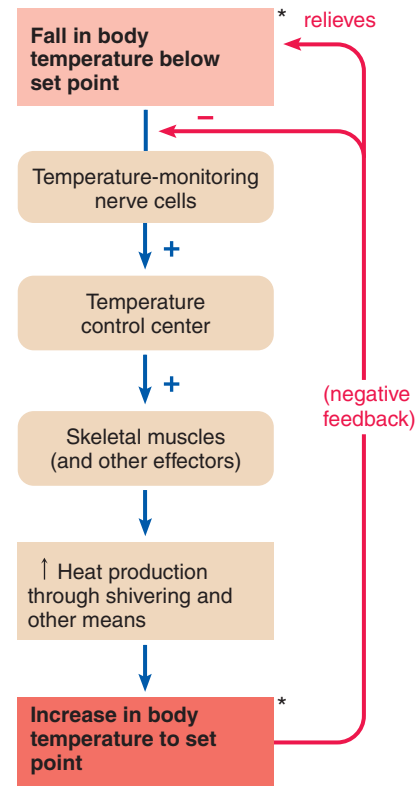 Fall in body
temperature below
set point
* relieves
–
Temperature-monitoring
nerve cells
+
Temperature
control center
+
(negative
feedback)
Skeletal muscles
(and other effectors)
↑ Heat production
through shivering and
other means
Increase in body
temperature to set
point
*